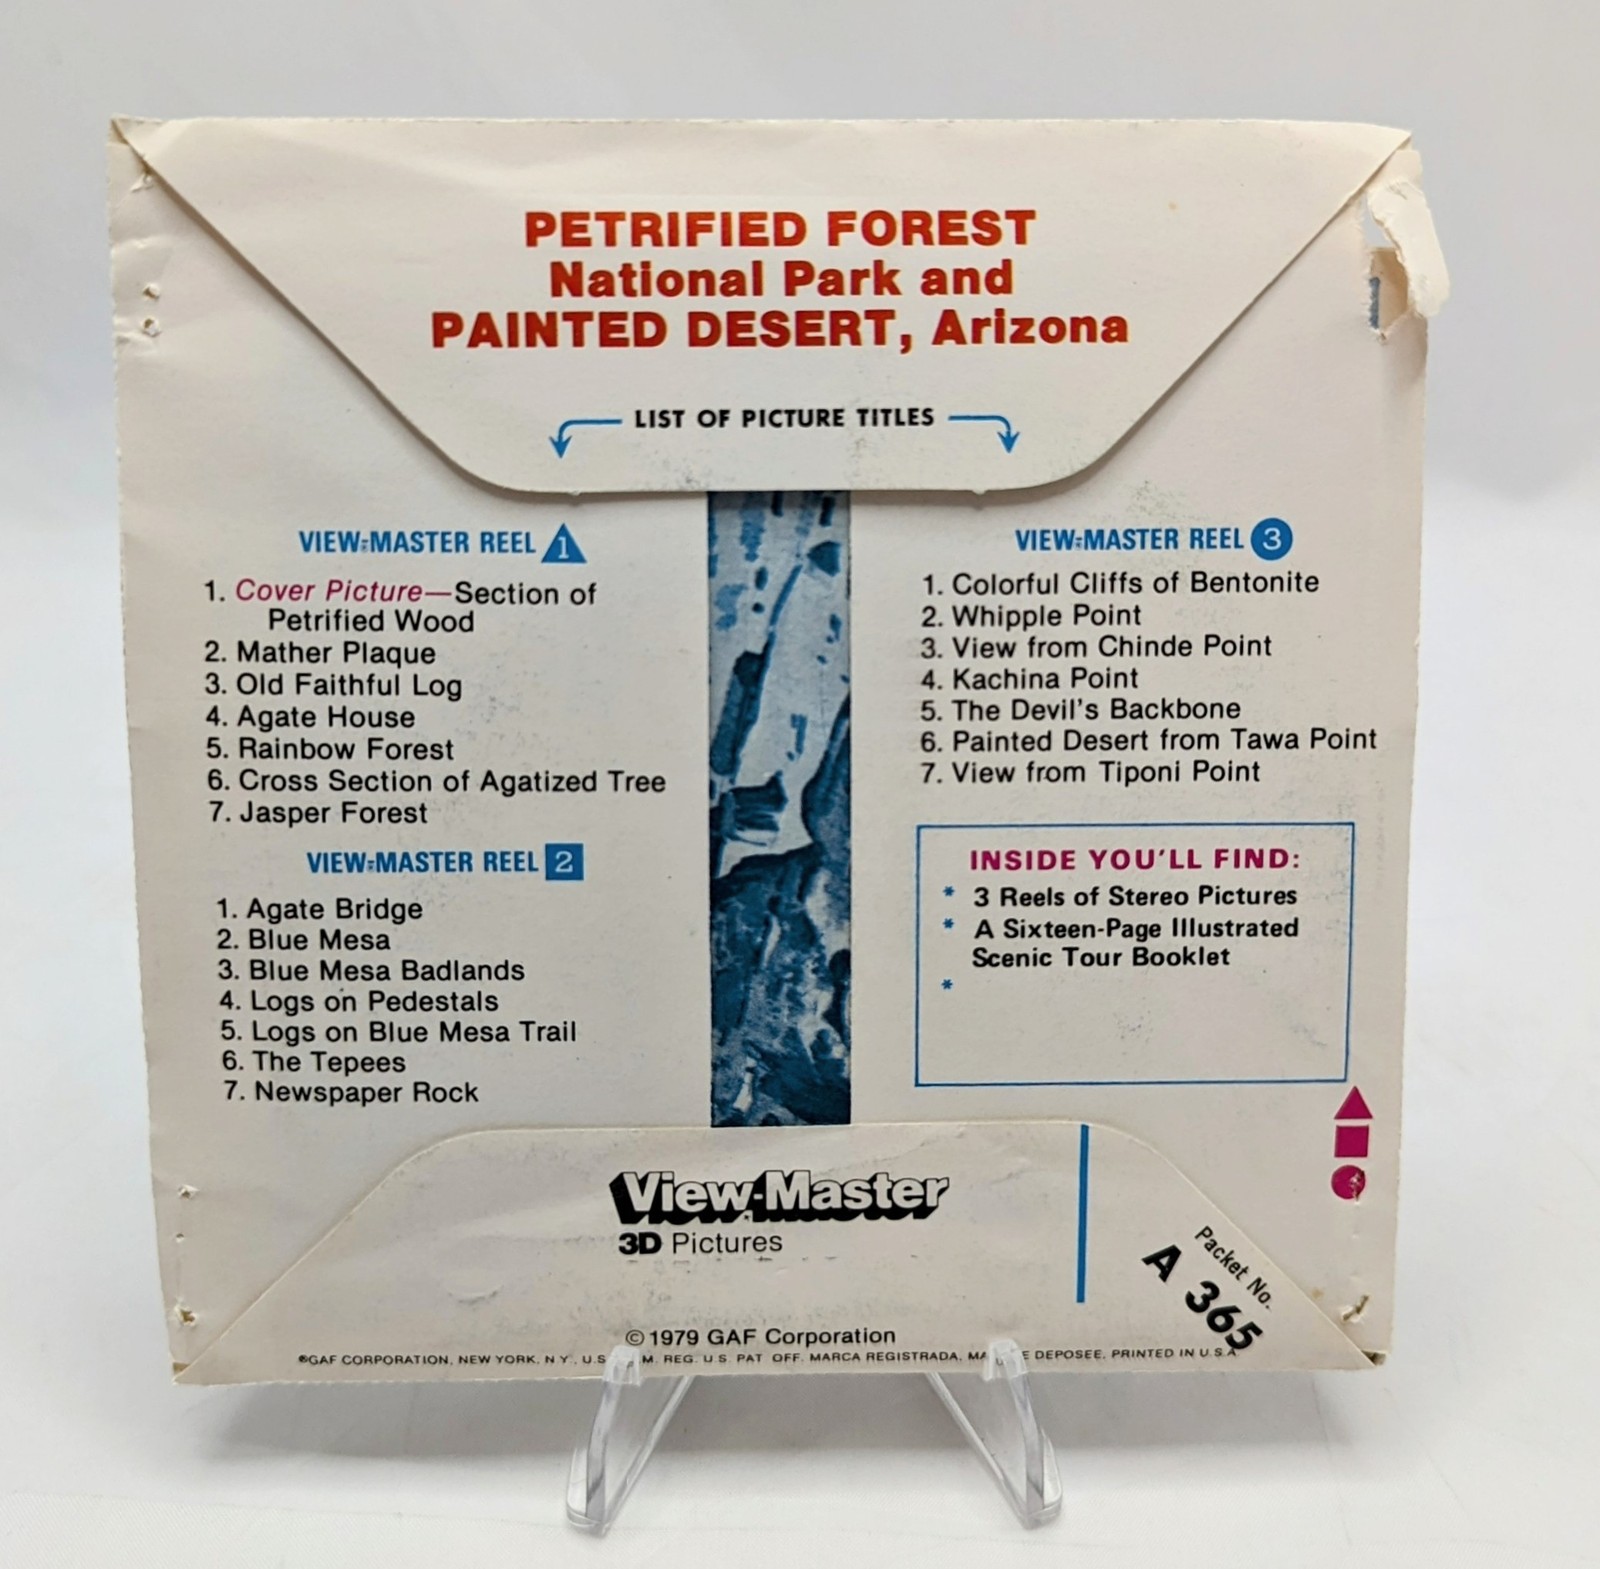 PETRIFIED FOREST
National Park and
PAINTED DESERT, Arizona
LIST OF PICTURE TITLES
VIEW-MASTER REEL 1
1. Cover Picture—Section of
Petrified Wood
2. Mather Plaque
3. Old Faithful Log
4. Agate House
5. Rainbow Forest
6. Cross Section of Agatized Tree
7. Jasper Forest
VIEW-MASTER REEL 2
1. Agate Bridge
2. Blue Mesa
3. Blue Mesa Badlands
4. Logs on Pedestals
5. Logs on Blue Mesa Trail
6. The Tepees
7. Newspaper Rock
VIEW-MASTER REEL 3
1. Colorful Cliffs of Bentonite
2. Whipple Point
3. View from Chinde Point
4. Kachina Point
5. The Devil's Backbone
6. Painted Desert from Tawa Point
7. View from Tiponi Point
INSIDE YOU'LL FIND:
* 3 Reels of Stereo Pictures
* A Sixteen-Page Illustrated
Scenic Tour Booklet
*
View-Master
3D Pictures
Packet No.
A 365
© 1979 GAF Corporation
®GAF CORPORATION, NEW YORK, N.Y., U.S. M. REG. U.S. PAT. OFF. MARCA REGISTRADA, DEPOSEE. PRINTED IN U.S.A.